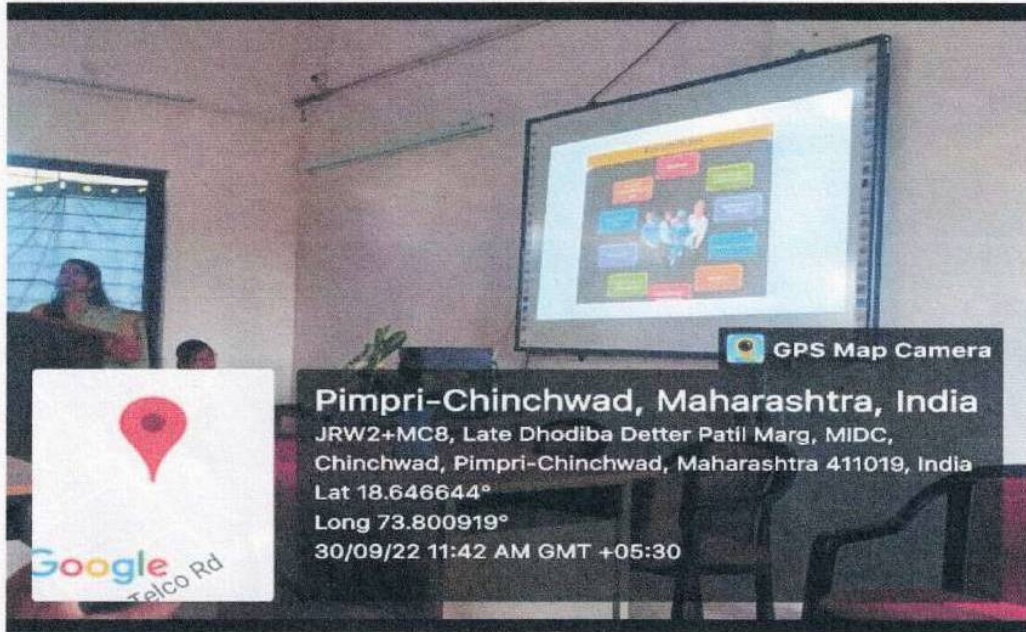 GPS Map Camera
Pimpri-Chinchwad, Maharashtra, India
JRW2+MC8, Late Dhodiba Detter Patil Marg, MIDC,
Chinchwad, Pimpri-Chinchwad, Maharashtra 411019, India
Lat 18.646644°
Long 73.800919°
30/09/22 11:42 AM GMT +05:30
Google
Telco Rd